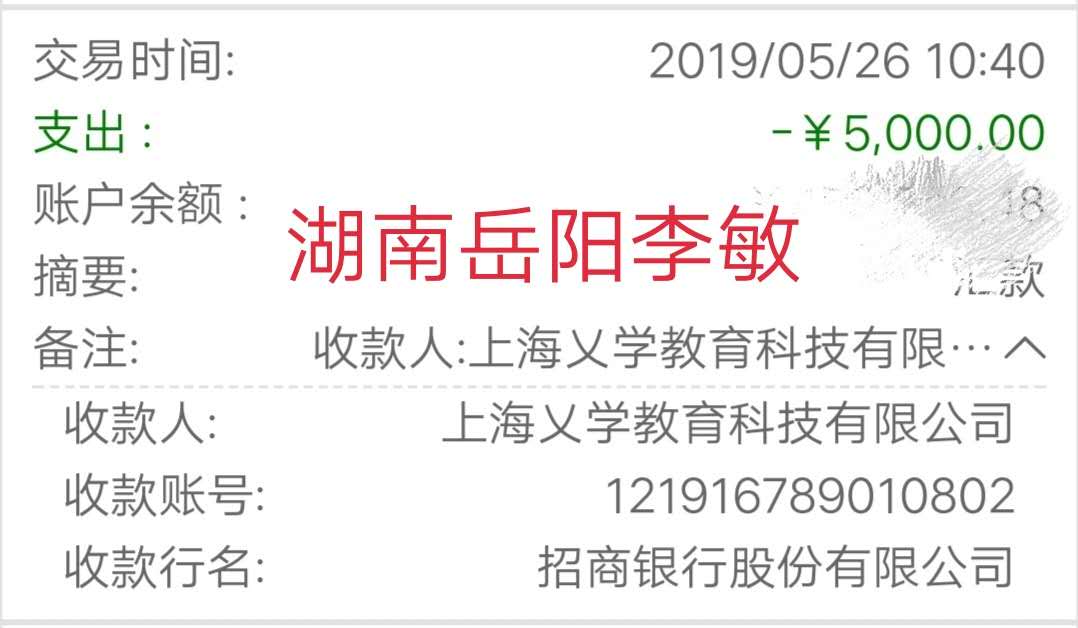 交易时间: 2019/05/26 10:40
支出： -￥5,000.00
账户余额： 18
湖南岳阳李敏
摘要: 款
备注: 收款人:上海乂学教育科技有限…
收款人: 上海乂学教育科技有限公司
收款账号: 121916789010802
收款行名: 招商银行股份有限公司